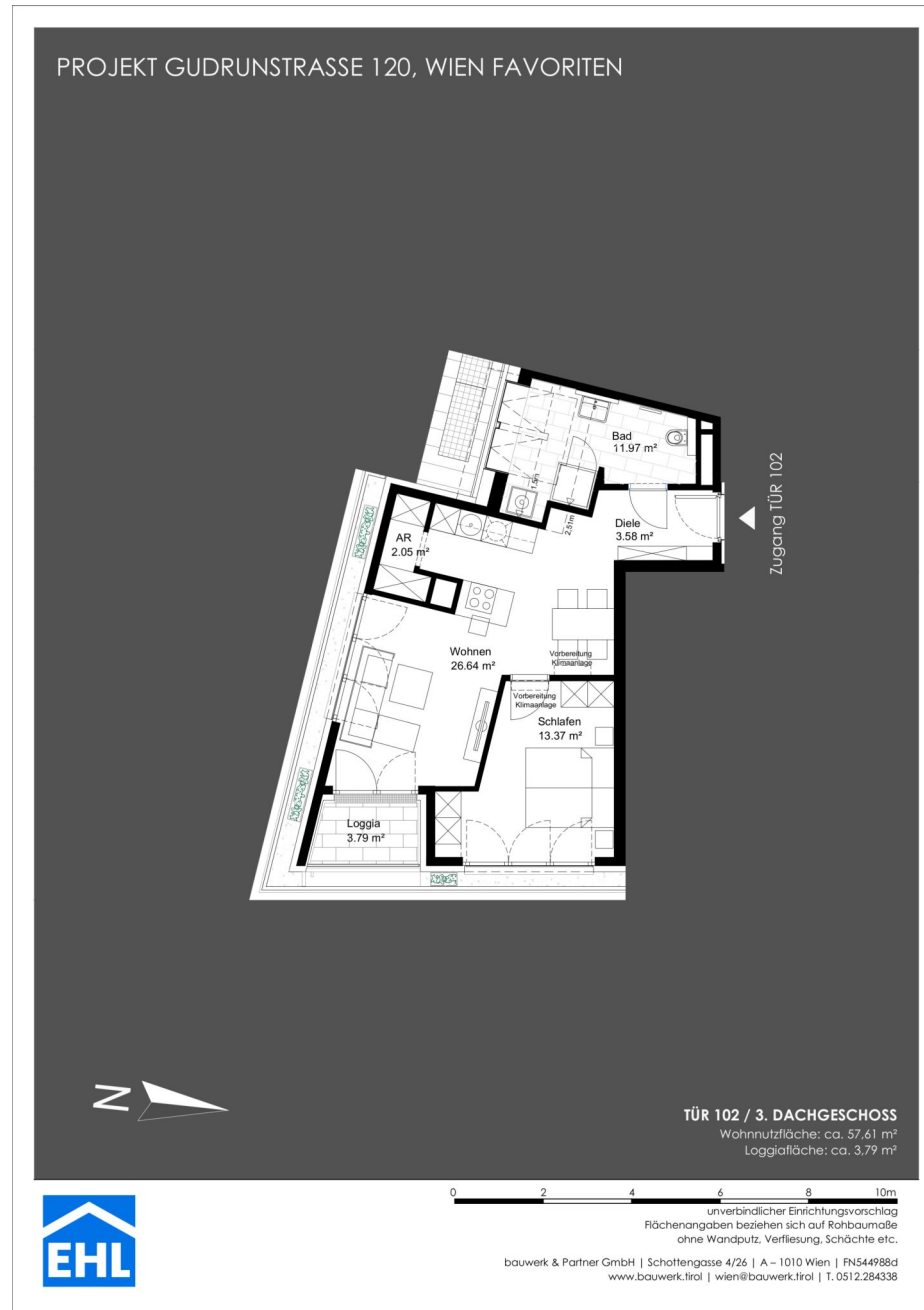 PROJEKT GUDRUNSTRASSE 120, WIEN FAVORITEN
Bad
11.97 m²
1.5m
2.51m
Diele
3.58 m²
Zugang TÜR 102
AR
2.05 m²
Wohnen
26.64 m²
Vorbereitung
Klimaanlage
Vorbereitung
Klimaanlage
Schlafen
13.37 m²
Loggia
3.79 m²
N
TÜR 102 / 3. DACHGESCHOSS
Wohnnutzfläche: ca. 57,61 m²
Loggiafläche: ca. 3,79 m²
0 2 4 6 8 10m
unverbindlicher Einrichtungsvorschlag
Flächenangaben beziehen sich auf Rohbaumaße
ohne Wandputz, Verfliesung, Schächte etc.
EHL
bauwerk & Partner GmbH | Schottengasse 4/26 | A – 1010 Wien | FN544988d
www.bauwerk.tirol | wien@bauwerk.tirol | T. 0512.284338